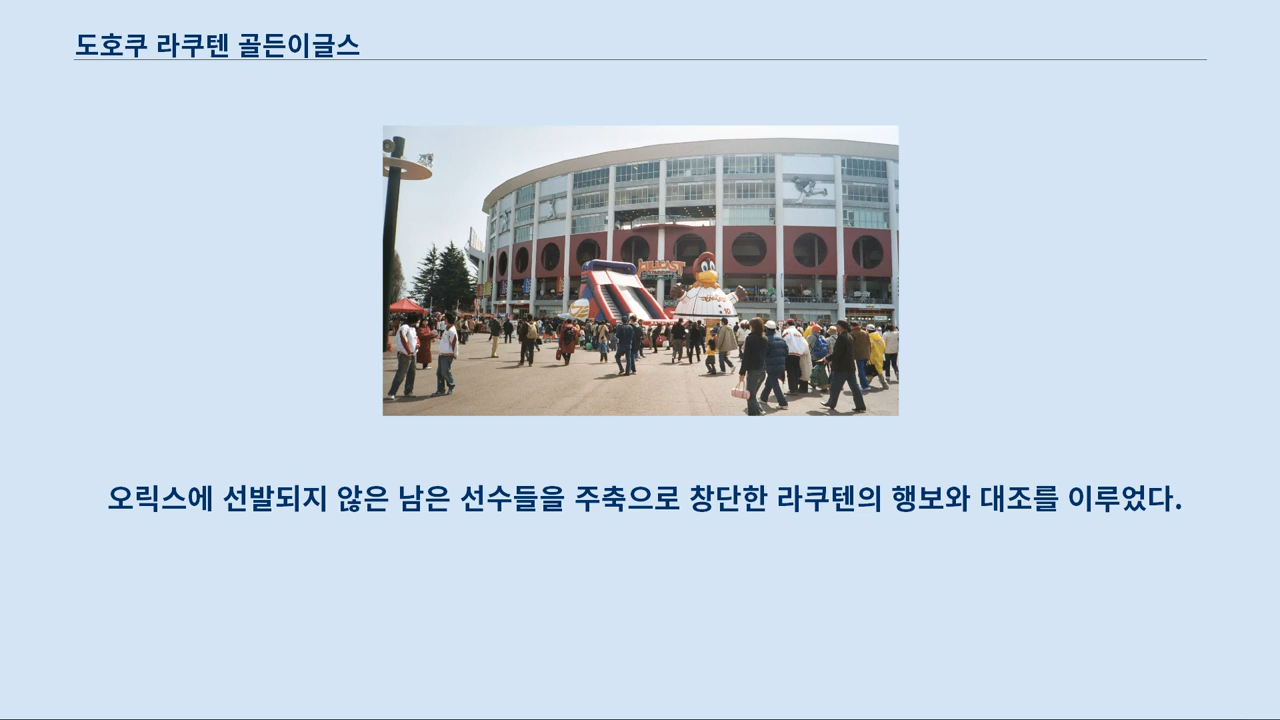 도호쿠 라쿠텐 골든이글스
오릭스에 선발되지 않은 남은 선수들을 주축으로 창단한 라쿠텐의 행보와 대조를 이루었다.